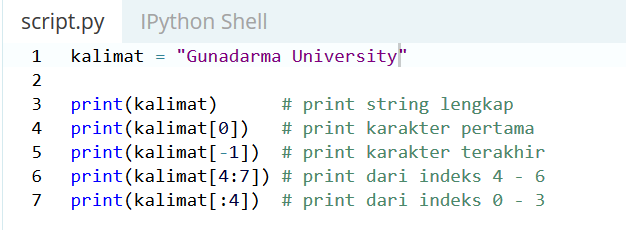 script.py IPython Shell
1 kalimat = "Gunadarma University"
2
3 print(kalimat) # print string lengkap
4 print(kalimat[0]) # print karakter pertama
5 print(kalimat[-1]) # print karakter terakhir
6 print(kalimat[4:7]) # print dari indeks 4 - 6
7 print(kalimat[:4]) # print dari indeks 0 - 3